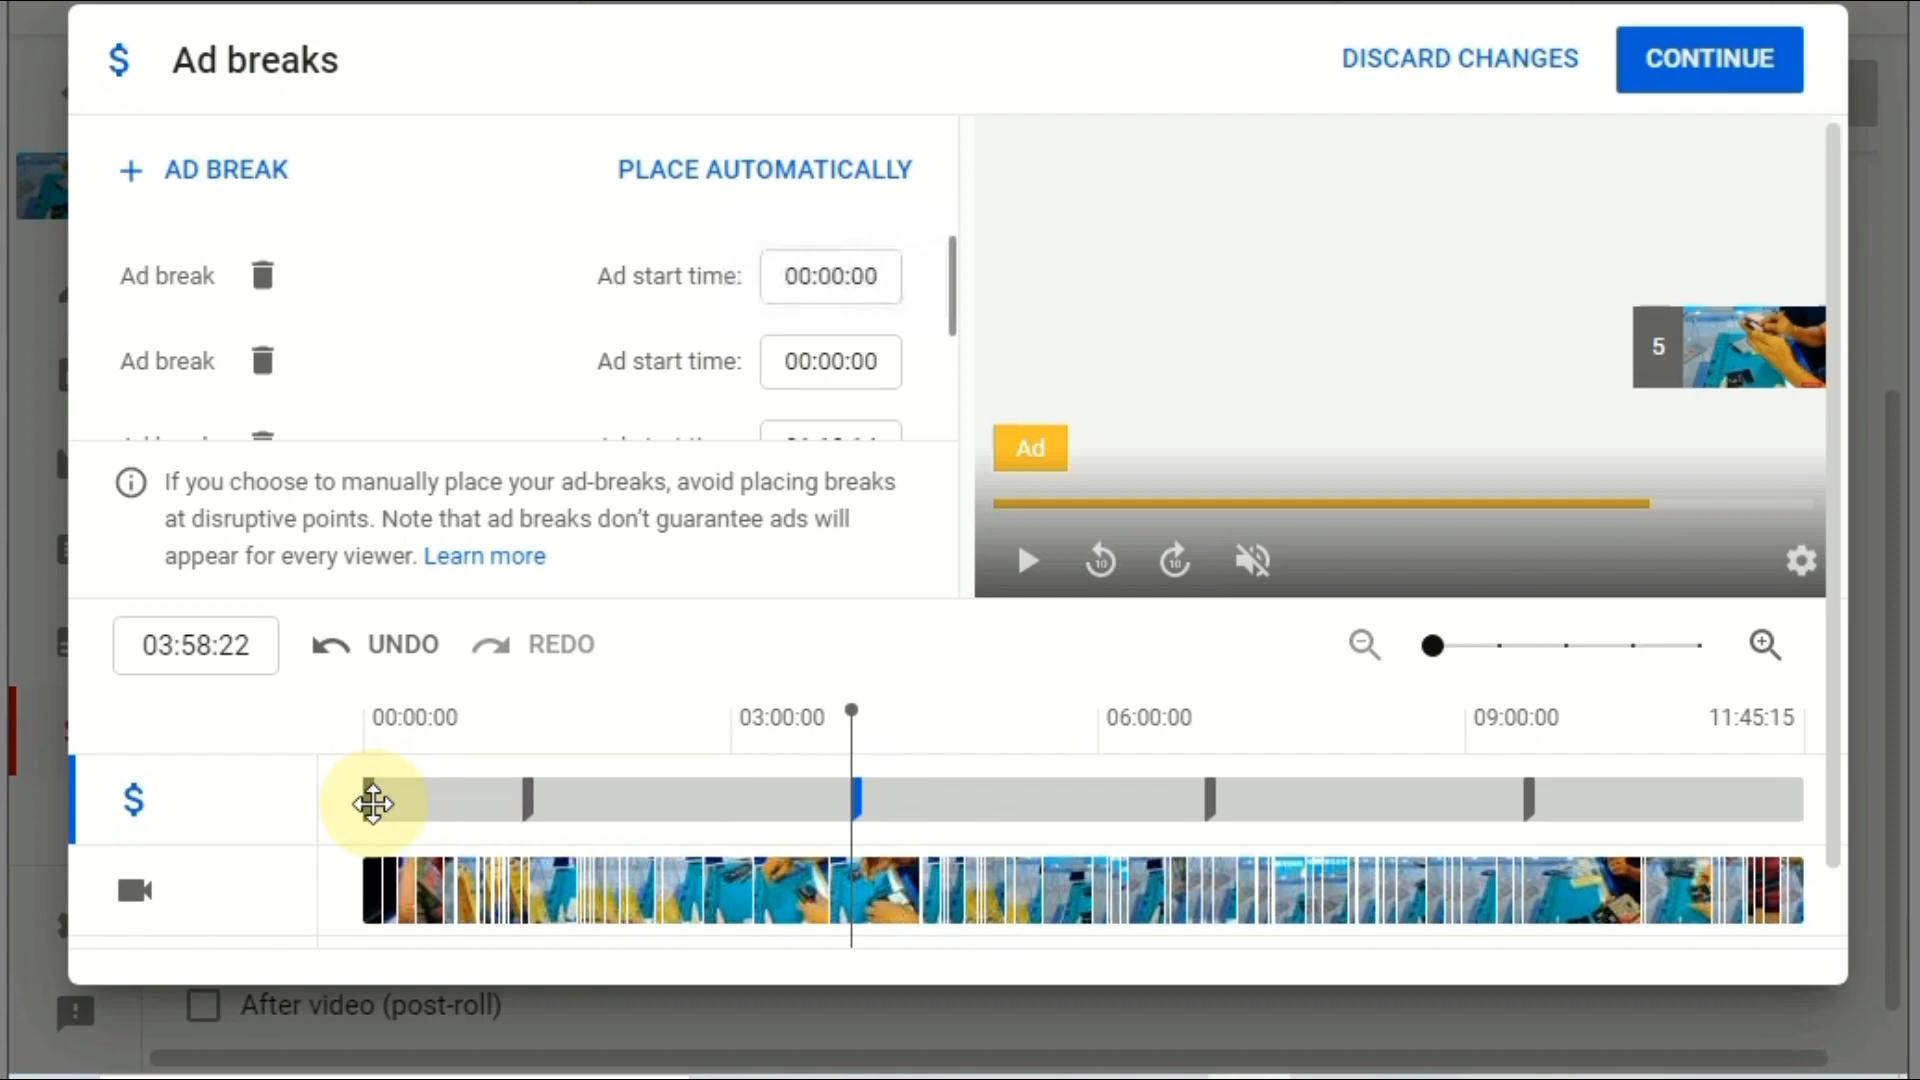 $ Ad breaks
DISCARD CHANGES
CONTINUE
+ AD BREAK
PLACE AUTOMATICALLY
Ad break
Ad start time:
00:00:00
Ad break
Ad start time:
00:00:00
If you choose to manually place your ad-breaks, avoid placing breaks
at disruptive points. Note that ad breaks don't guarantee ads will
appear for every viewer. Learn more
5
Ad
10
10
03:58:22
UNDO
REDO
00:00:00
03:00:00
06:00:00
09:00:00
11:45:15
$
After video (post-roll)